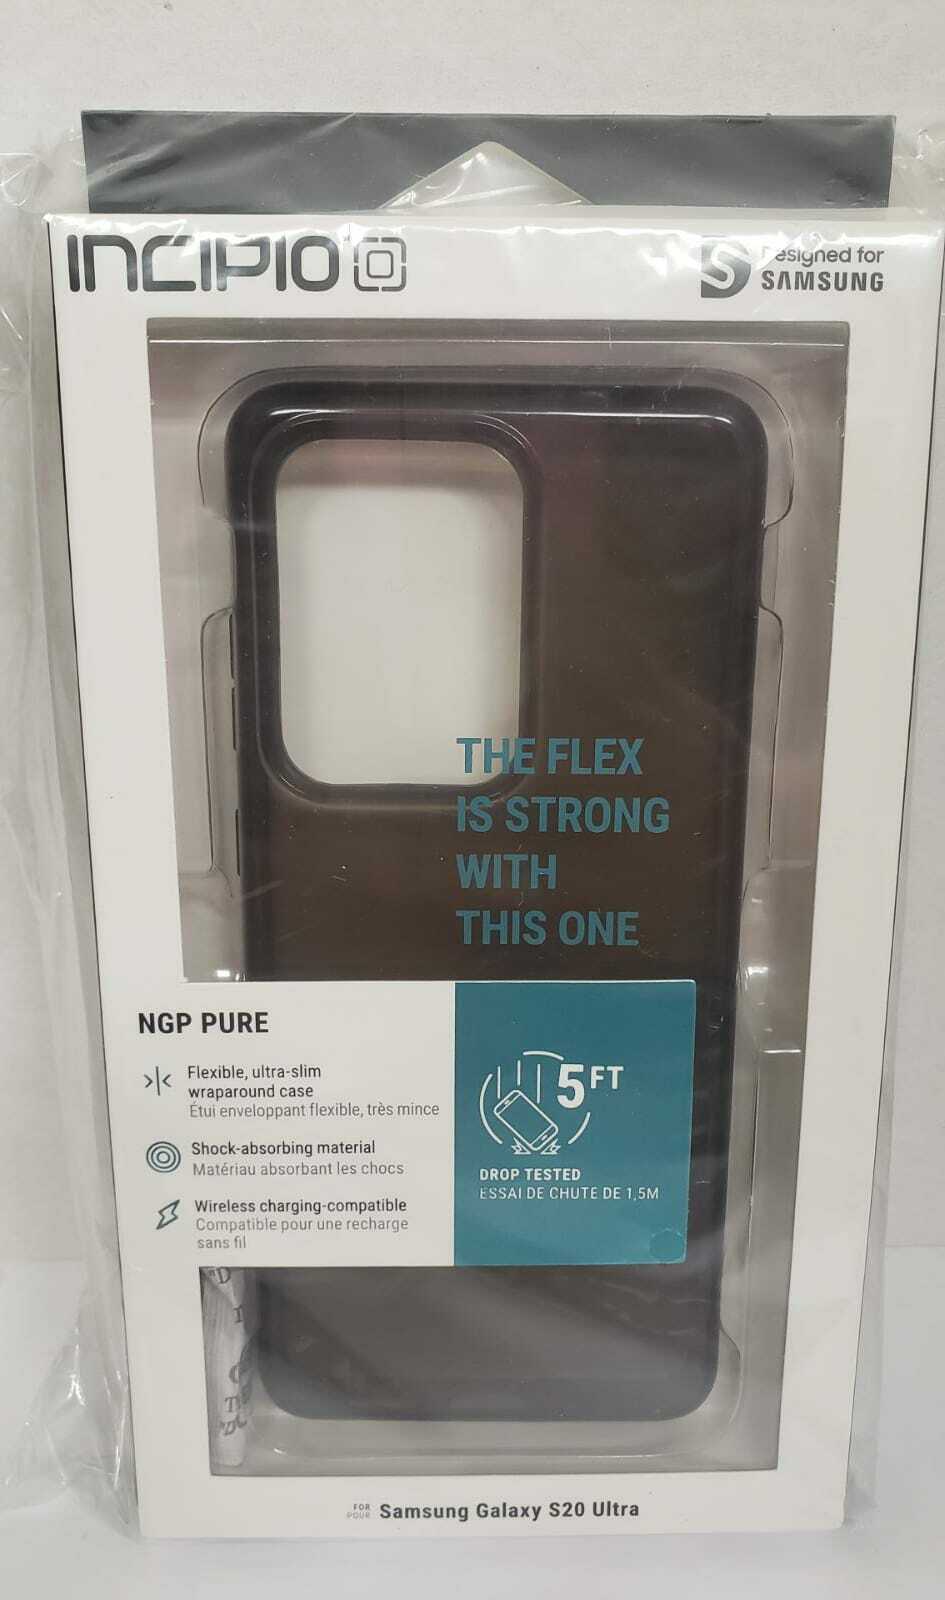 INCIPIO
Designed for
SAMSUNG
THE FLEX
IS STRONG
WITH
THIS ONE
NGP PURE
Flexible, ultra-slim
wraparound case
Étui enveloppant flexible, très mince
Shock-absorbing material
Matériau absorbant les chocs
Wireless charging-compatible
Compatible pour une recharge
sans fil
5FT
DROP TESTED
ESSAI DE CHUTE DE 1,5M
FOR
POUR
Samsung Galaxy S20 Ultra